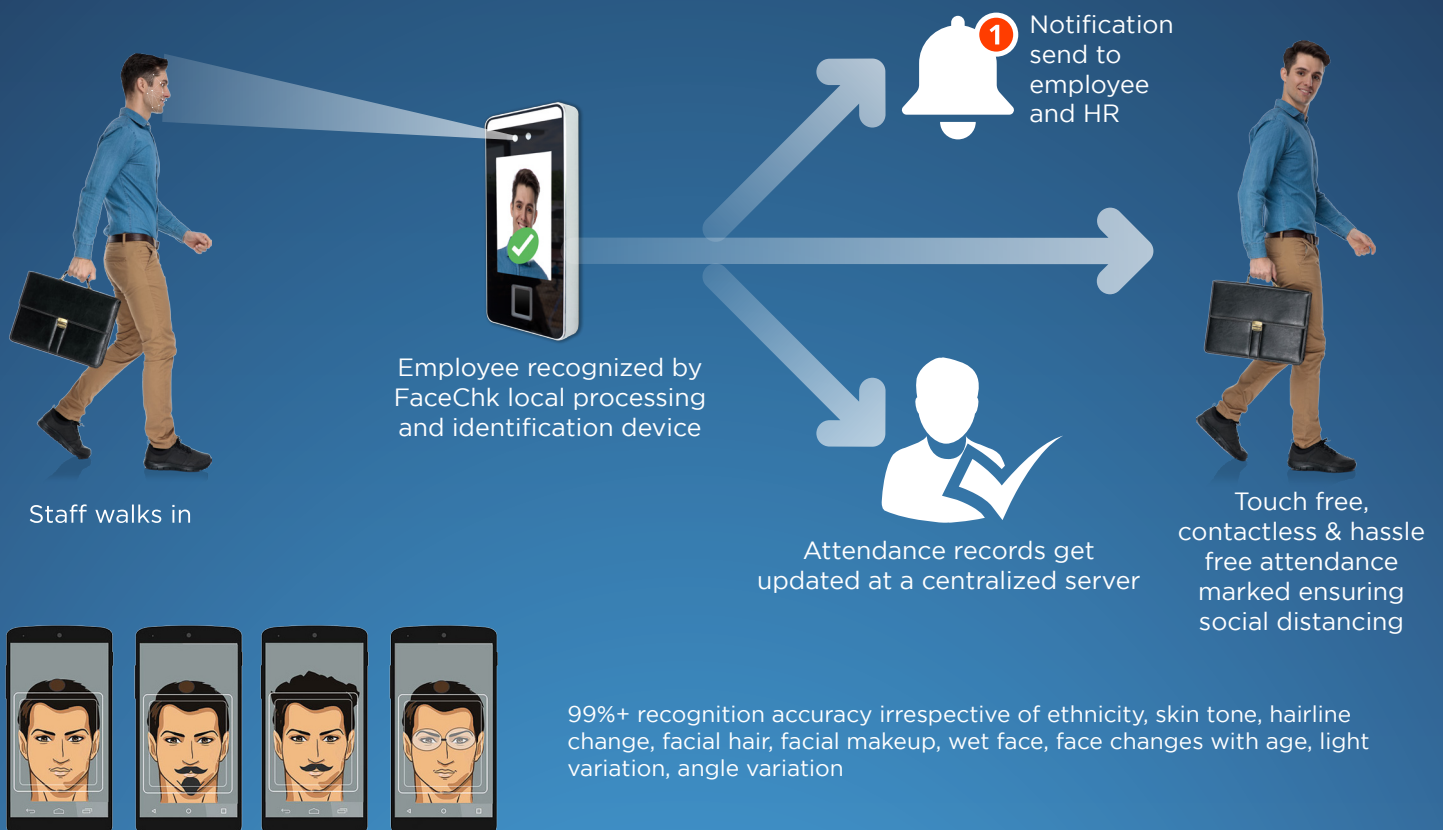 1
Notification
send to
employee
and HR
Employee recognized by
FaceChk local processing
and identification device
Staff walks in
Attendance records get
updated at a centralized server
Touch free,
contactless & hassle
free attendance
marked ensuring
social distancing
99%+ recognition accuracy irrespective of ethnicity, skin tone, hairline
change, facial hair, facial makeup, wet face, face changes with age, light
variation, angle variation